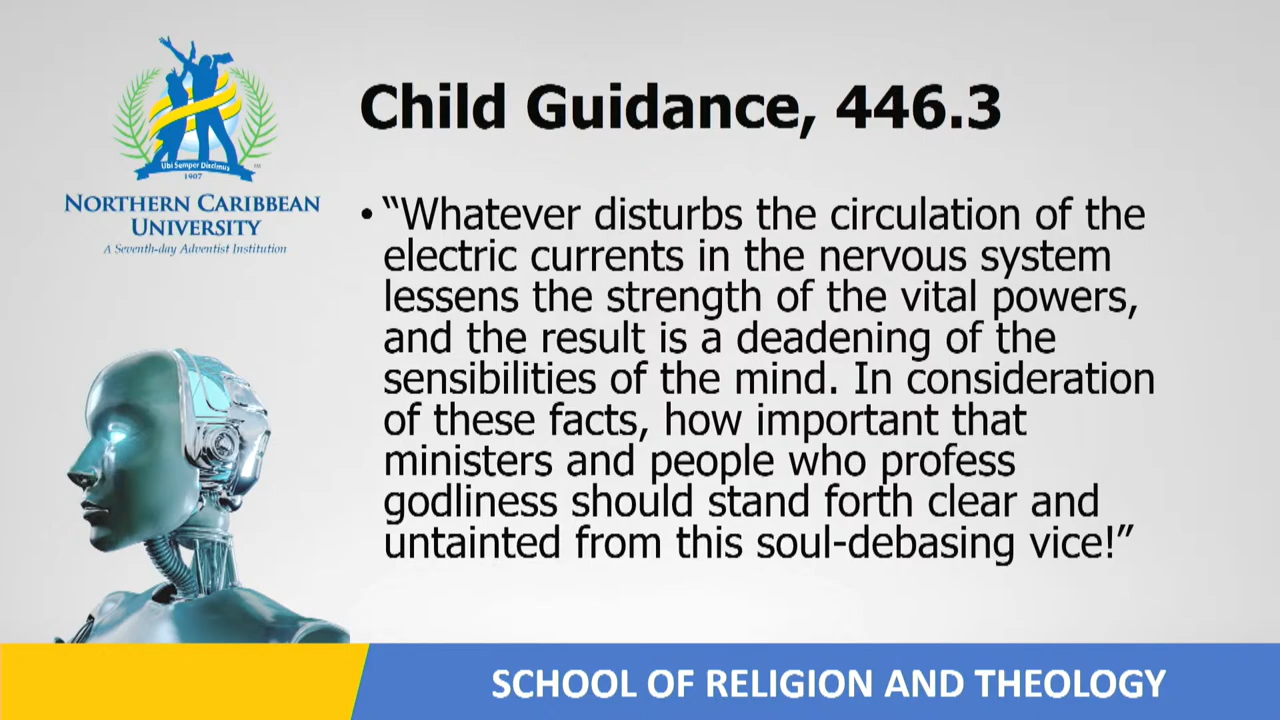 Child Guidance, 446.3
Ubi Semper Discimus
1907
NORTHERN CARIBBEAN
UNIVERSITY
A Seventh-day Adventist Institution
• “Whatever disturbs the circulation of the
electric currents in the nervous system
lessens the strength of the vital powers,
and the result is a deadening of the
sensibilities of the mind. In consideration
of these facts, how important that
ministers and people who profess
godliness should stand forth clear and
untainted from this soul-debasing vice!”
SCHOOL OF RELIGION AND THEOLOGY